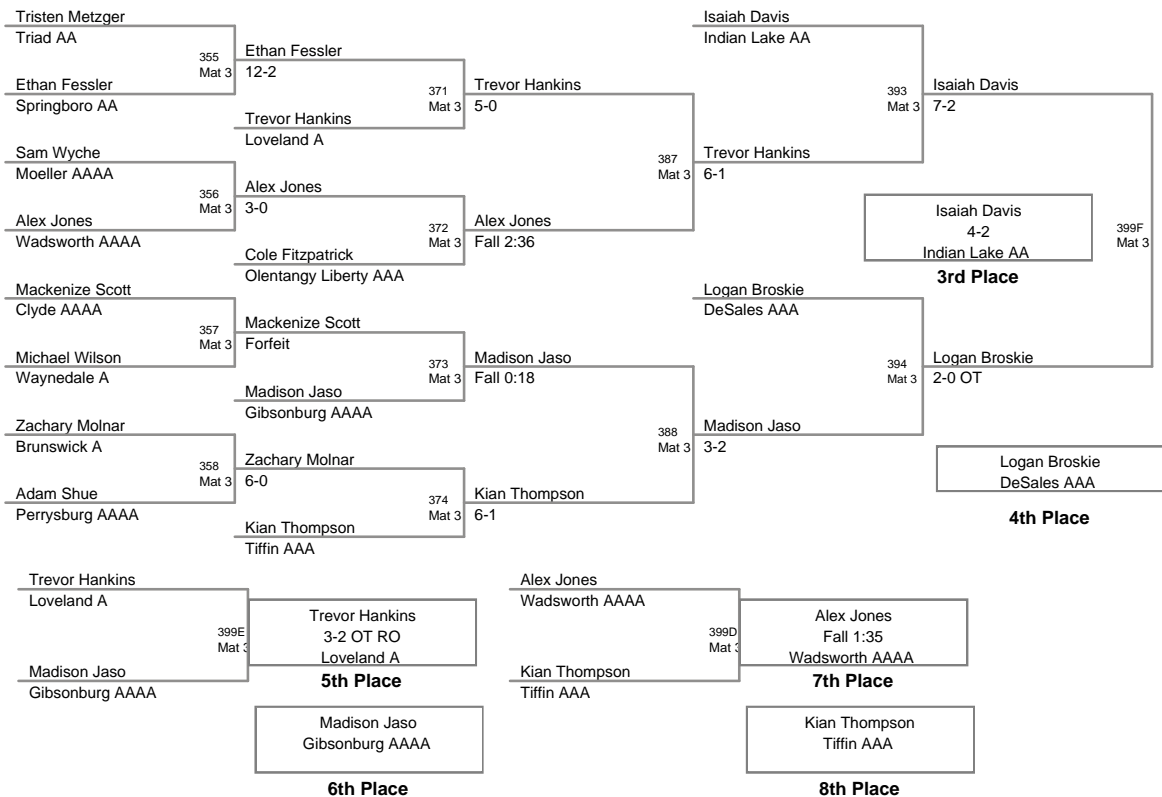 Tristen Metzger
Triad AA
355
Mat 3
Ethan Fessler
12-2
Ethan Fessler
Springboro AA
371
Mat 3
Trevor Hankins
5-0
Trevor Hankins
Loveland A
Sam Wyche
Moeller AAAA
356
Mat 3
Alex Jones
3-0
Alex Jones
Wadsworth AAAA
372
Mat 3
Alex Jones
Fall 2:36
Cole Fitzpatrick
Olentangy Liberty AAA
387
Mat 3
Trevor Hankins
6-1
Isaiah Davis
Indian Lake AA
393
Mat 3
Isaiah Davis
7-2
Mackenize Scott
Clyde AAAA
357
Mat 3
Mackenize Scott
Forfeit
Michael Wilson
Waynedale A
373
Mat 3
Madison Jaso
Fall 0:18
Madison Jaso
Gibsonburg AAAA
Zachary Molnar
Brunswick A
358
Mat 3
Zachary Molnar
6-0
Adam Shue
Perrysburg AAAA
374
Mat 3
Kian Thompson
6-1
Kian Thompson
Tiffin AAA
388
Mat 3
Madison Jaso
3-2
Logan Broskie
DeSales AAA
394
Mat 3
Logan Broskie
2-0 OT
399F
Mat 3
Isaiah Davis
4-2
Indian Lake AA
3rd Place
Logan Broskie
DeSales AAA
4th Place
Trevor Hankins
Loveland A
399E
Mat 3
Madison Jaso
Gibsonburg AAAA
Trevor Hankins
3-2 OT RO
Loveland A
5th Place
Madison Jaso
Gibsonburg AAAA
6th Place
Alex Jones
Wadsworth AAAA
399D
Mat 3
Kian Thompson
Tiffin AAA
Alex Jones
Fall 1:35
Wadsworth AAAA
7th Place
Kian Thompson
Tiffin AAA
8th Place